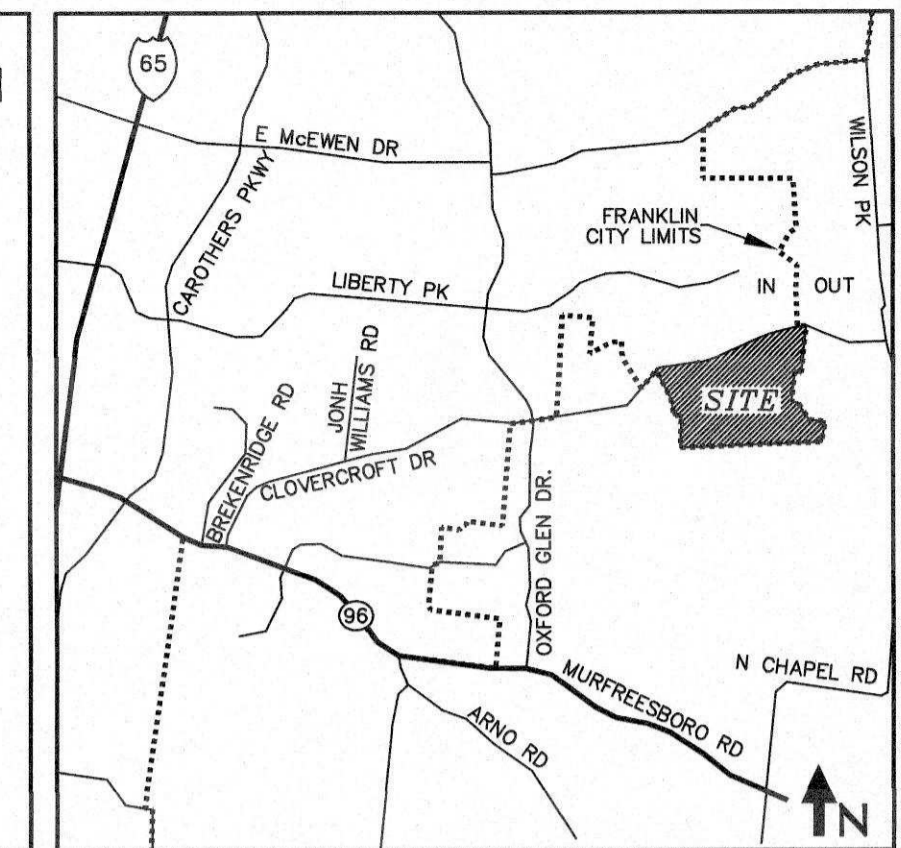 65
E McEWEN DR
CAROTHERS PKWY
WILSON PK
FRANKLIN
CITY LIMITS
IN OUT
LIBERTY PK
JONH
WILLIAMS RD
BREKENRIDGE RD
CLOVERCROFT DR
SITE
OXFORD GLEN DR.
96
MURFREESBORO RD
N CHAPEL RD
ARNO RD
N